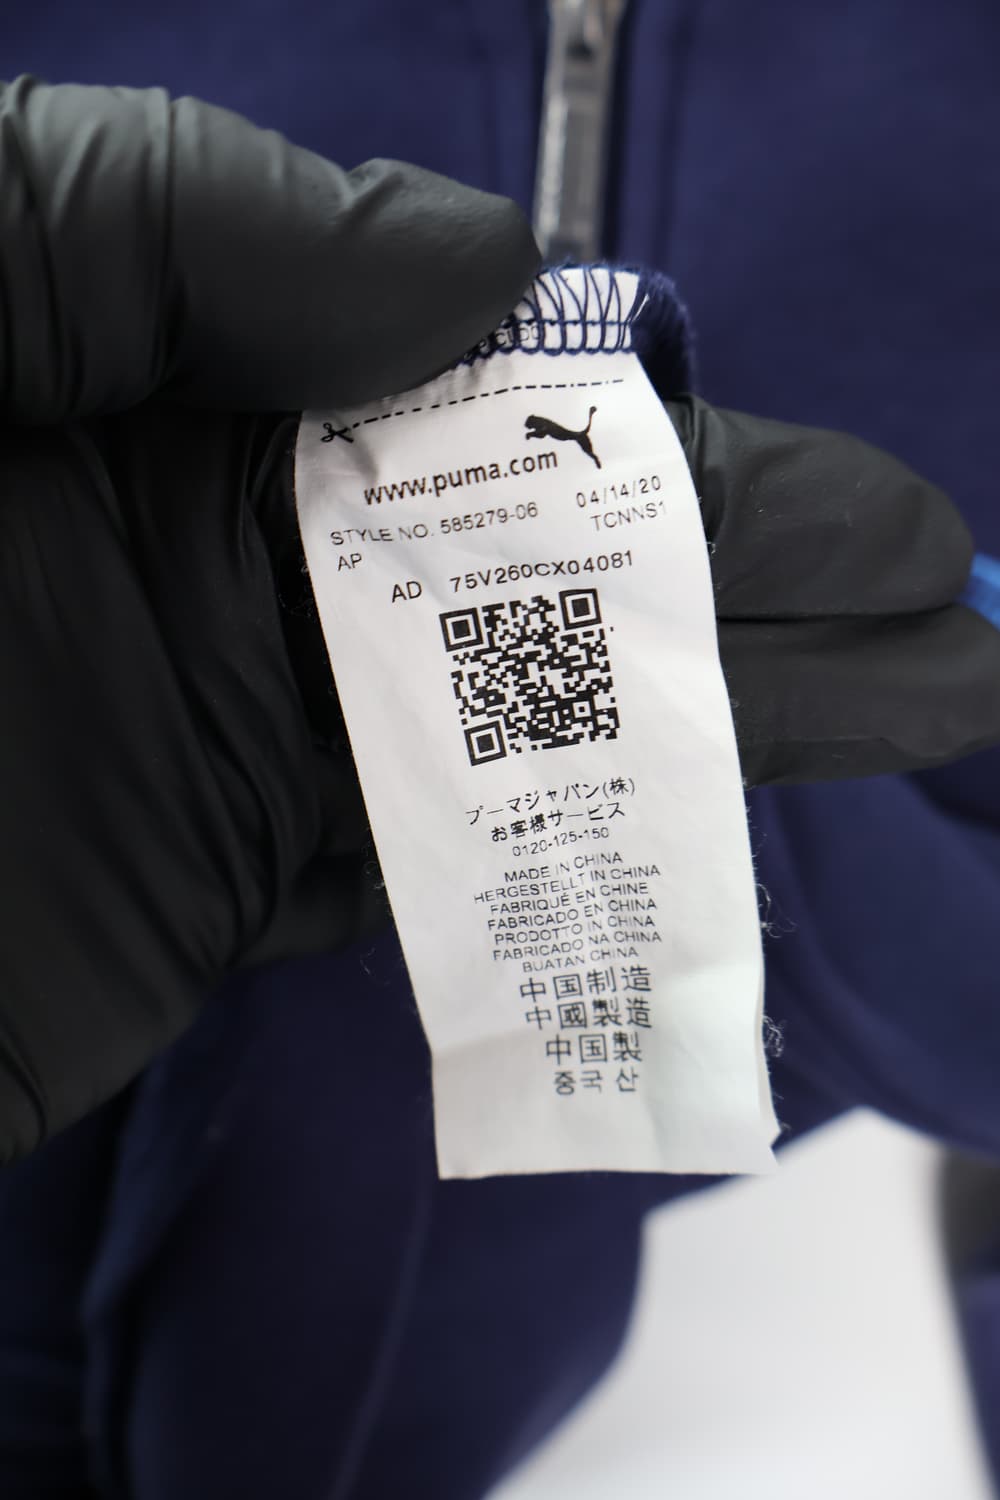 www.puma.com
STYLE NO. 585279-06 04/14/20
AP TCNNS1
AD 75V260CX04081
プーマジャパン(株)
お客様サービス
0120-125-150
MADE IN CHINA
HERGESTELLT IN CHINA
FABRIQUÉ EN CHINE
FABRICADO EN CHINA
PRODOTTO IN CHINA
FABRICADO NA CHINA
BUATAN CHINA
中国制造
中國製造
中国製
중국 산